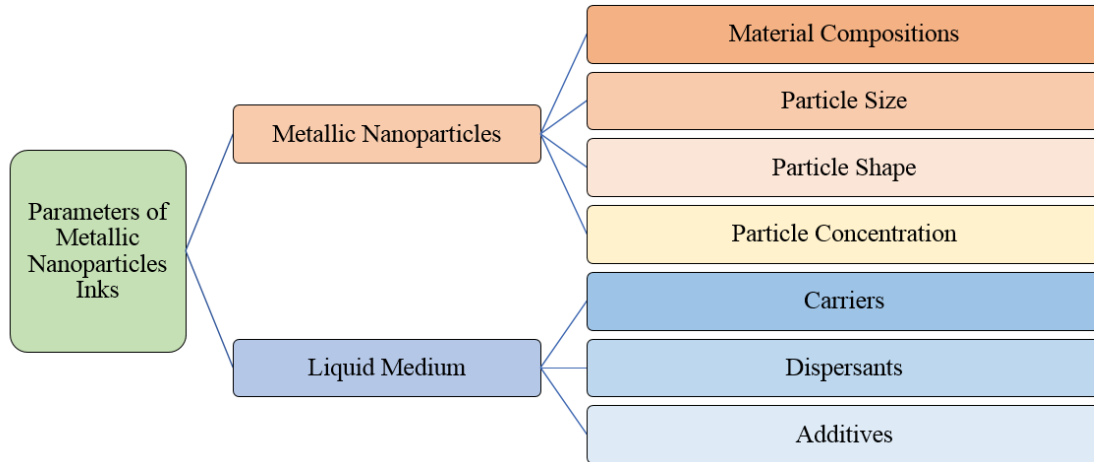 Parameters of
Metallic
Nanoparticles
Inks
Metallic Nanoparticles
Material Compositions
Particle Size
Particle Shape
Particle Concentration
Liquid Medium
Carriers
Dispersants
Additives